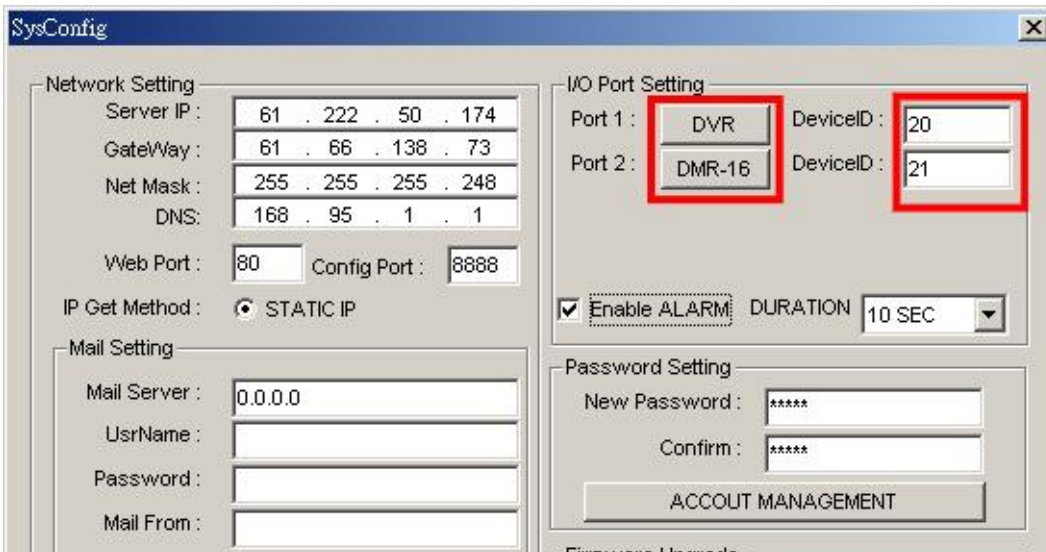 SysConfig
Network Setting
Server IP : 61 . 222 . 50 . 174
GateWay : 61 . 66 . 138 . 73
Net Mask : 255 . 255 . 255 . 248
DNS: 168 . 95 . 1 . 1
Web Port : 80 Config Port : 8888
IP Get Method : STATIC IP
Mail Setting
Mail Server : 0.0.0.0
UsrName :
Password :
Mail From :
I/O Port Setting
Port 1 : DVR DeviceID : 20
Port 2 : DMR-16 DeviceID : 21
Enable ALARM DURATION 10 SEC
Password Setting
New Password : *****
Confirm : *****
ACCOUT MANAGEMENT